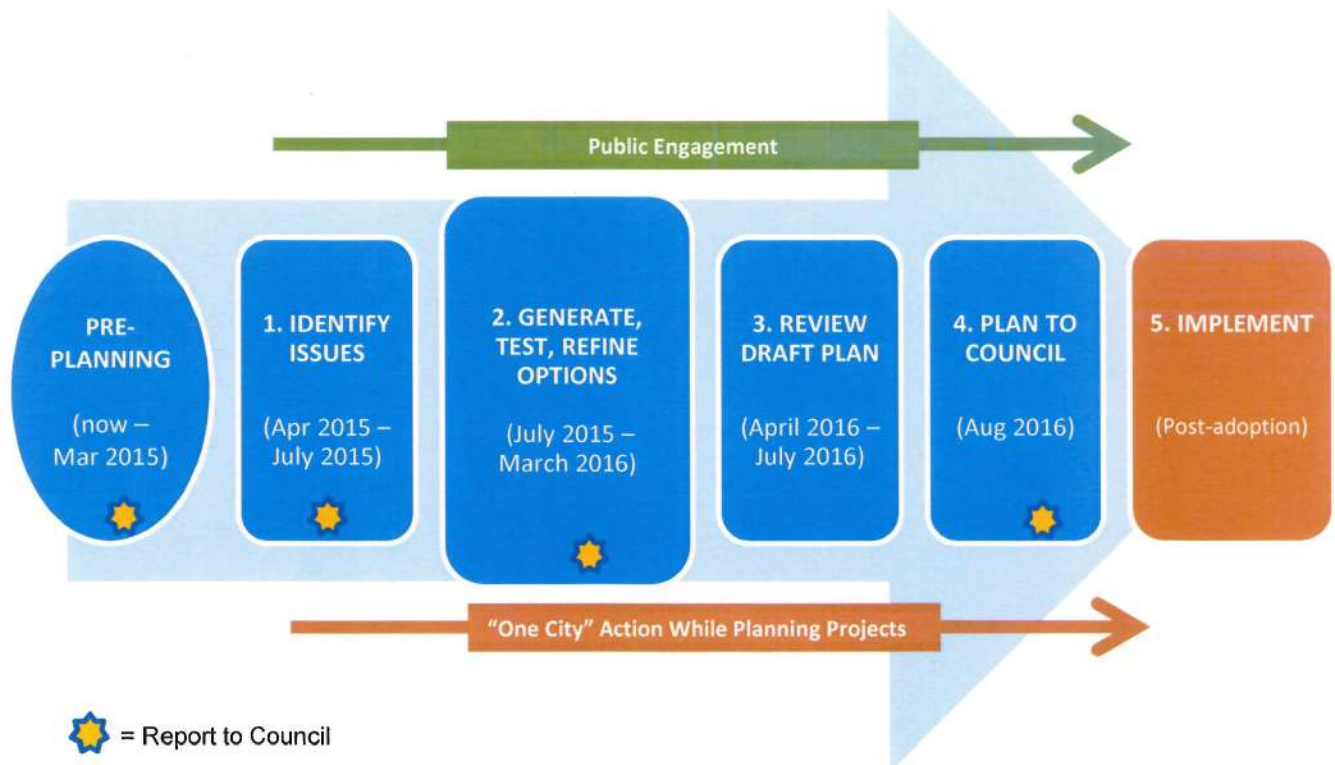 Public Engagement
PRE-
PLANNING
(now –
Mar 2015)
1. IDENTIFY
ISSUES
(Apr 2015 –
July 2015)
2. GENERATE,
TEST, REFINE
OPTIONS
(July 2015 –
March 2016)
3. REVIEW
DRAFT PLAN
(April 2016 –
July 2016)
4. PLAN TO
COUNCIL
(Aug 2016)
5. IMPLEMENT
(Post-adoption)
“One City” Action While Planning Projects
= Report to Council